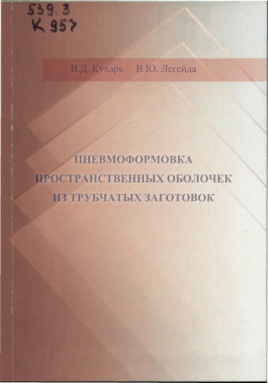 539.3
К 957
В.Д. Кухарь В.Ю. Легейда
ПНЕВМОФОРМОВКА
ПРОСТРАНСТВЕННЫХ ОБОЛОЧЕК
ИЗ ТРУБЧАТЫХ ЗАГОТОВОК